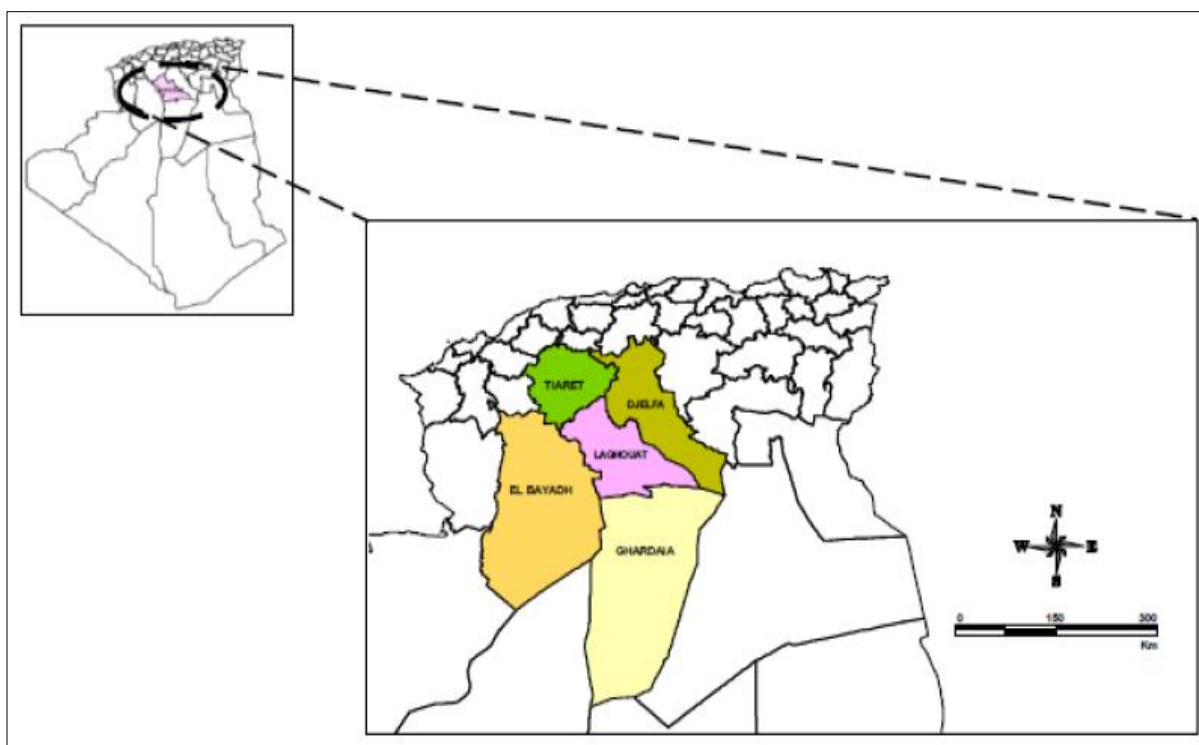 TIARET
DJELFA
LAGHOUAT
EL BAYADH
GHARDAIA
N
W E
S
0 150 300
Km